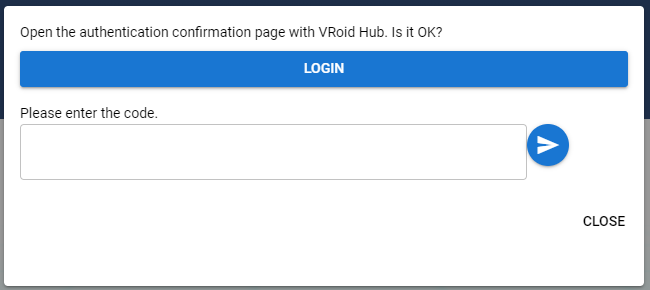 Open the authentication confirmation page with VRoid Hub. Is it OK?
LOGIN
Please enter the code.
CLOSE